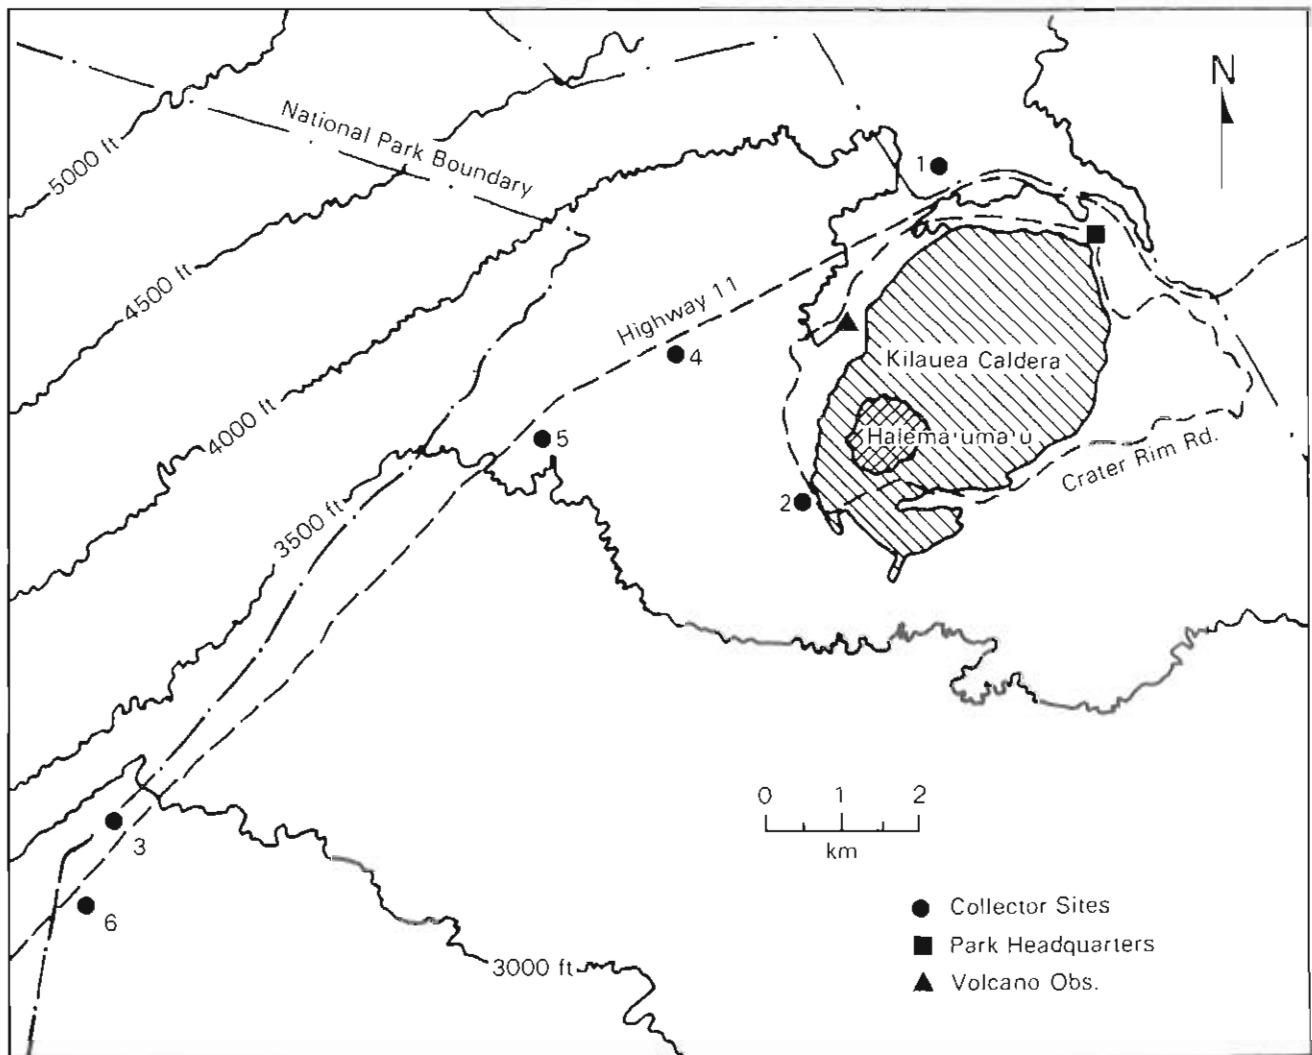 N
National Park Boundary
5000 ft
1
4500 ft
Highway 11
4
Kilauea Caldera
4000 ft
5
Halema'uma'u
Crater Rim Rd.
2
3500 ft
0 1 2
km
3
6
Collector Sites
Park Headquarters
Volcano Obs.
3000 ft